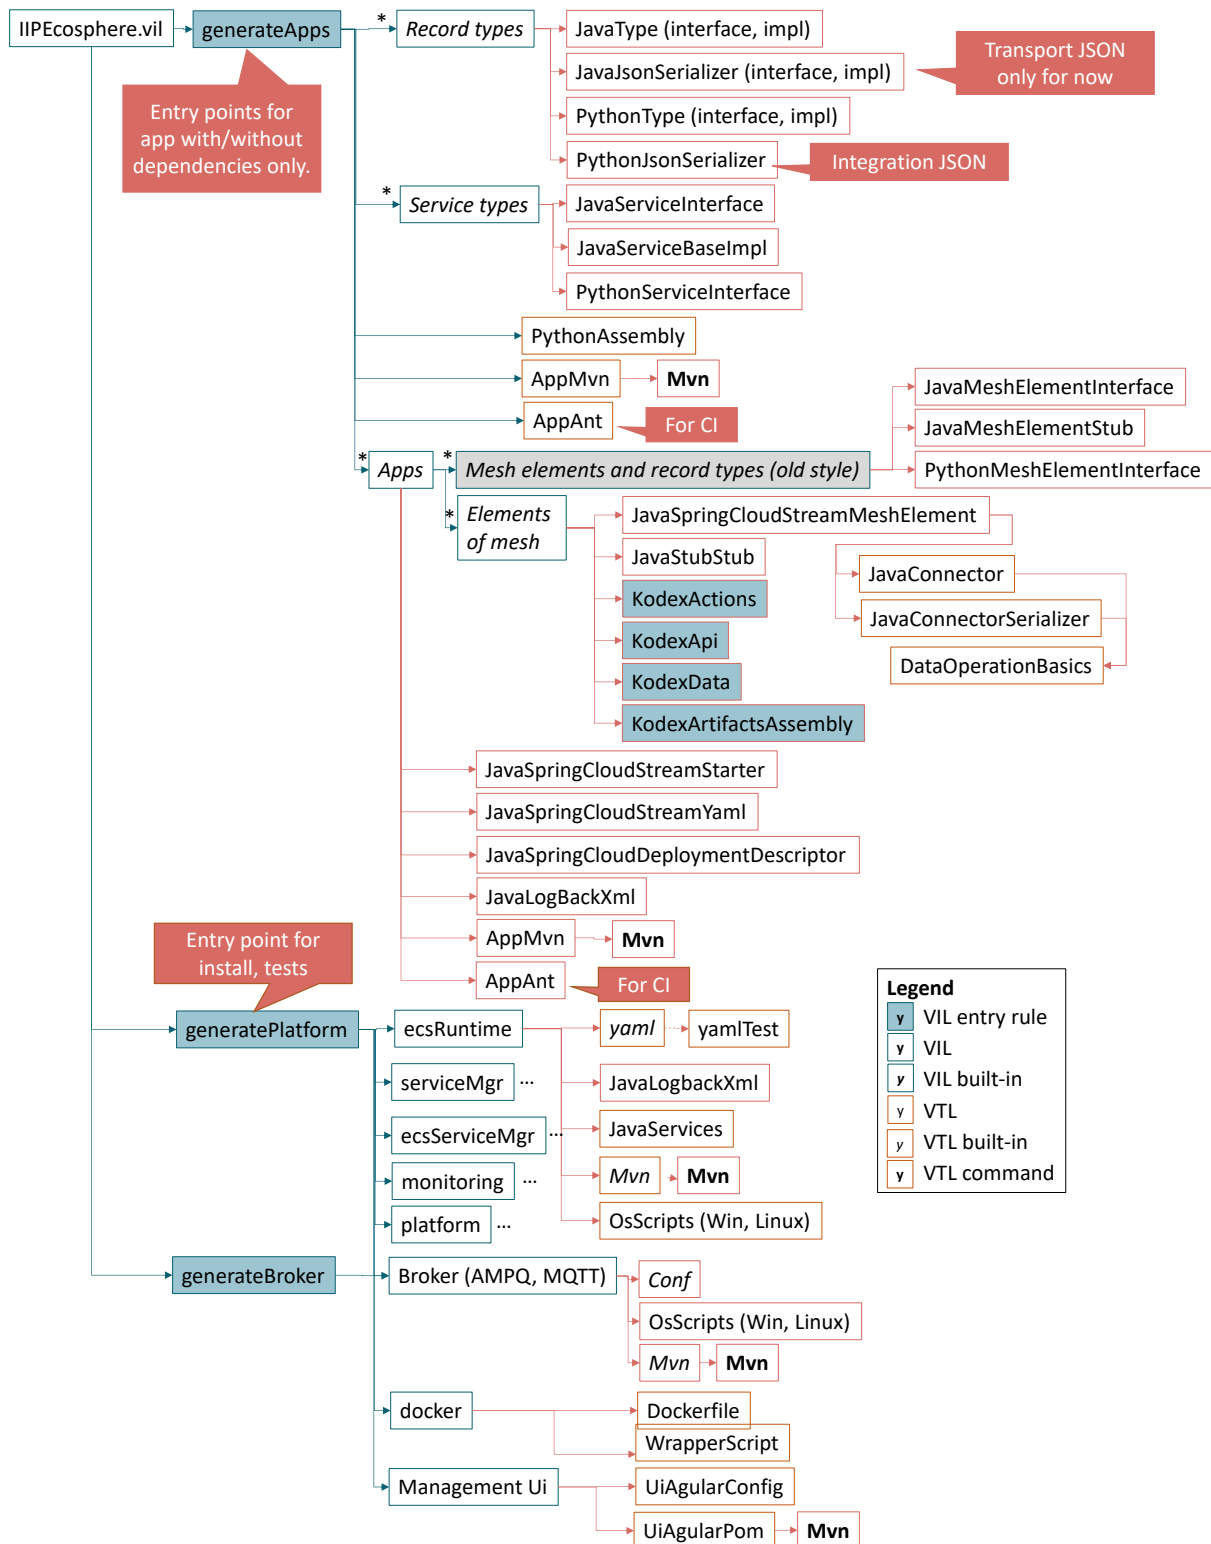 IIPEcosphere.vil
generateApps
*
Record types
JavaType (interface, impl)
JavaJsonSerializer (interface, impl)
Transport JSON
only for now
PythonType (interface, impl)
PythonJsonSerializer
Integration JSON
Entry points for
app with/without
dependencies only.
*
Service types
JavaServiceInterface
JavaServiceBaseImpl
PythonServiceInterface
PythonAssembly
AppMvn
Mvn
AppAnt
For CI
*
Apps
*
Mesh elements and record types (old style)
JavaMeshElementInterface
JavaMeshElementStub
PythonMeshElementInterface
*
Elements
of mesh
JavaSpringCloudStreamMeshElement
JavaStubStub
KodexActions
KodexApi
KodexData
KodexArtifactsAssembly
JavaConnector
JavaConnectorSerializer
DataOperationBasics
JavaSpringCloudStreamStarter
JavaSpringCloudStreamYaml
JavaSpringCloudDeploymentDescriptor
JavaLogBackXml
AppMvn
Mvn
AppAnt
For CI
Entry point for
install, tests
generatePlatform
ecsRuntime
yaml
yamlTest
serviceMgr ...
JavaLogbackXml
ecsServiceMgr ...
JavaServices
monitoring ...
Mvn
Mvn
platform ...
OsScripts (Win, Linux)
generateBroker
Broker (AMPQ, MQTT)
Conf
OsScripts (Win, Linux)
Mvn
Mvn
docker
Dockerfile
WrapperScript
Management Ui
UiAgularConfig
UiAgularPom
Mvn
Legend
y VIL entry rule
y VIL
y VIL built-in
y VTL
y VTL built-in
y VTL command